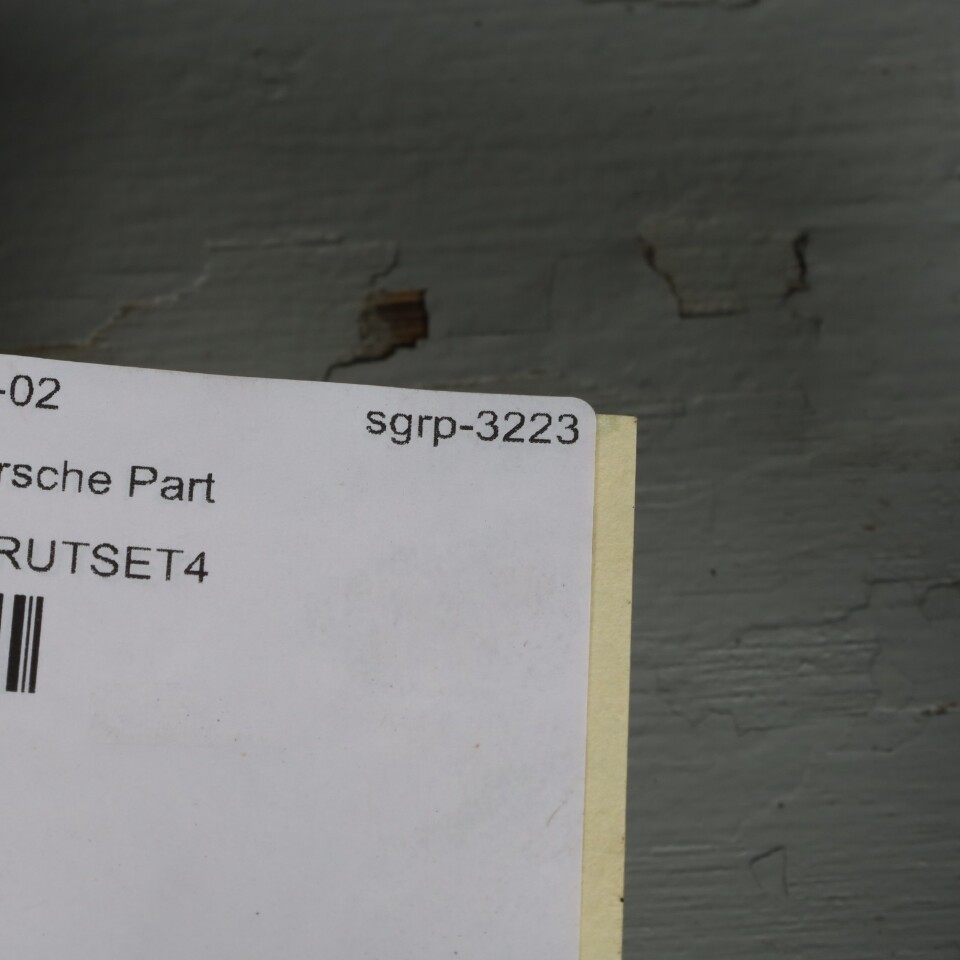 -02
sgrp-3223
rsche Part
RUTSET4